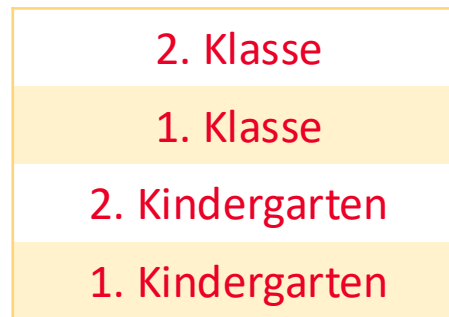 2. Klasse
1. Klasse
2. Kindergarten
1. Kindergarten